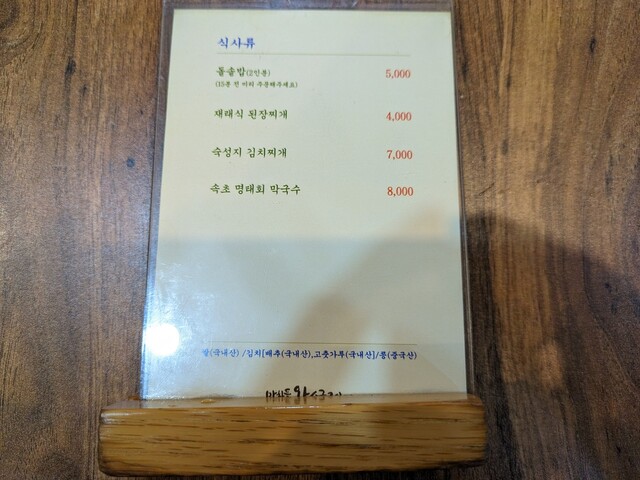 식사류
돌솥밥(2인분) 5,000
(15분 전 미리 주문해주세요)
재래식 된장찌개 4,000
숙성지 김치찌개 7,000
속초 명태회 막국수 8,000
쌀(국내산) /김치[배추(국내산),고춧가루(국내산]/콩(중국산)